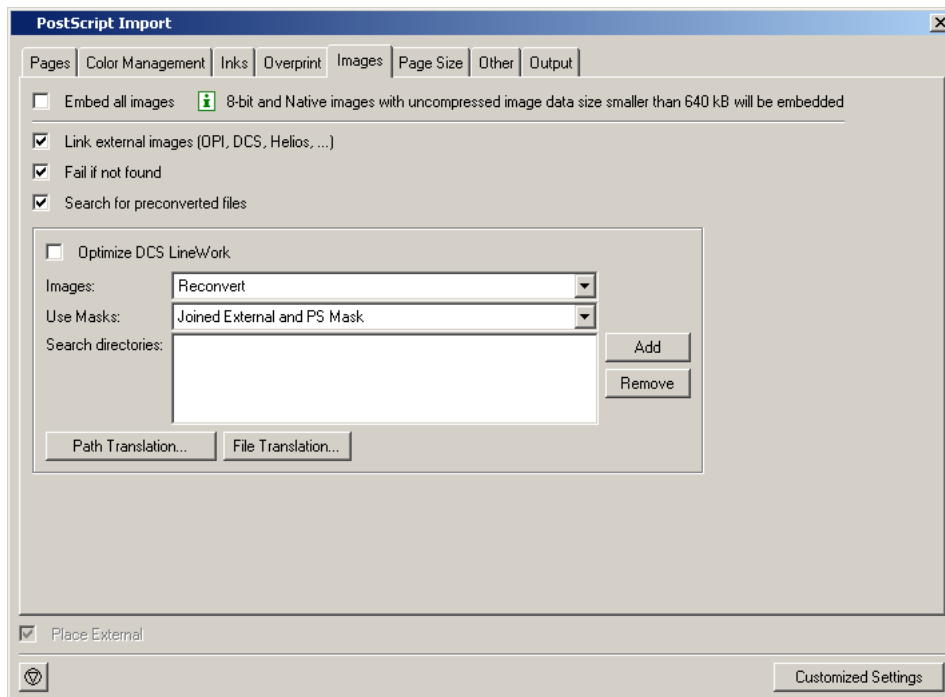 PostScript Import
Pages Color Management Inks Overprint Images Page Size Other Output
Embed all images 8-bit and Native images with uncompressed image data size smaller than 640 kB will be embedded
Link external images (OPI, DCS, Helios, ...)
Fail if not found
Search for preconverted files
Optimize DCS LineWork
Images: Reconvert
Use Masks: Joined External and PS Mask
Search directories: Add
Remove
Path Translation... File Translation...
Place External
Customized Settings